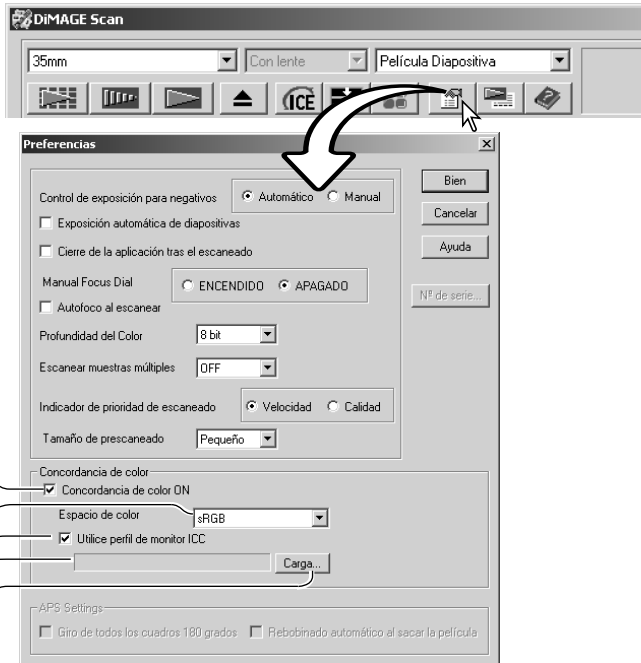 DiMAGE Scan
35mm Con lente Película Diapositiva
ICE
Preferencias
Control de exposición para negativos Automático Manual Bien
Exposición automática de diapositivas Cancelar
Cierre de la aplicación tras el escaneado Ayuda
Manual Focus Dial ENCENDIDO APAGADO
Nº de serie...
Autofoco al escanear
Profundidad del Color 8 bit
Escanear muestras múltiples OFF
Indicador de prioridad de escaneado Velocidad Calidad
Tamaño de prescaneado Pequeño
Concordancia de color
Concordancia de color ON
Espacio de color sRGB
Utilice perfil de monitor ICC
Carga...
APS Settings
Giro de todos los cuadros 180 grados Rebobinado automático al sacar la película